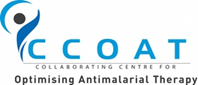 CCOAT
COLLABORATING CENTRE FOR
Optimising Antimalarial Therapy